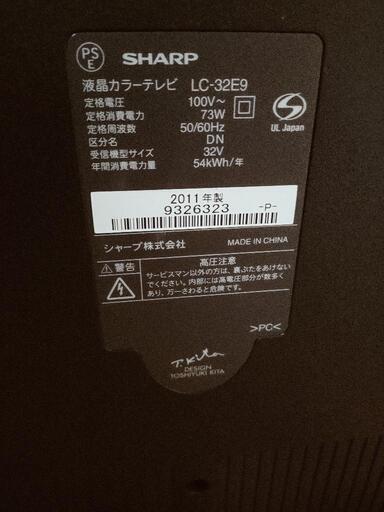 PS
E
SHARP
液晶カラーテレビ LC-32E9
定格電圧 100V～
定格消費電力 73W
定格周波数 50/60Hz
区分名 DN
受信機型サイズ 32V
年間消費電力量 54kWh/年
S
UL Japan
2011年製
9326323 -P-
シャープ株式会社 MADE IN CHINA
警告
高圧注意
サービスマン以外の方は、裏ぶたをあけないで
ください。内部には高電圧部分が数多く
あり、万一さわると危険です。
>PC<
T. Kita
DESIGN
TOSHIYUKI KITA